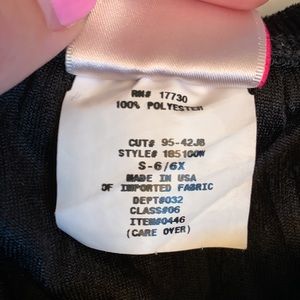 RN# 17730
100% POLYESTER
CUT# 95-42JB
STYLE# 185100W
S-6/6X
MADE IN USA
OF IMPORTED FABRIC
DEPT#032
CLASS#06
ITEM#0446
(CARE OVER)